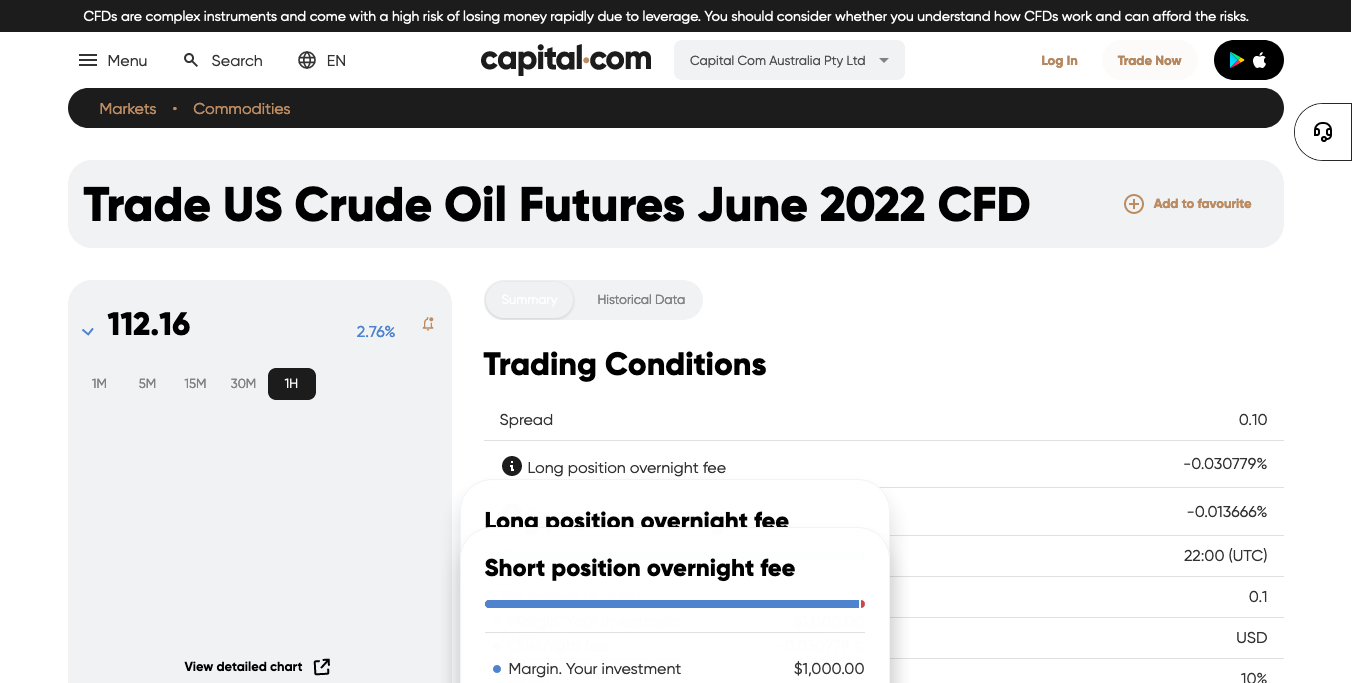 CFDs are complex instruments and come with a high risk of losing money rapidly due to leverage. You should consider whether you understand how CFDs work and can afford the risks.
Menu
Search
EN
capital.com
Capital Com Australia Pty Ltd
Log In
Trade Now
Markets • Commodities
Trade US Crude Oil Futures June 2022 CFD
Add to favourite
112.16
2.76%
1M 5M 15M 30M 1H
View detailed chart
Summary
Historical Data
Trading Conditions
Spread 0.10
Long position overnight fee -0.030779%
-0.013666%
22:00 (UTC)
0.1
USD
10%
Long position overnight fee
Short position overnight fee
Margin. Your investment $1,000.00